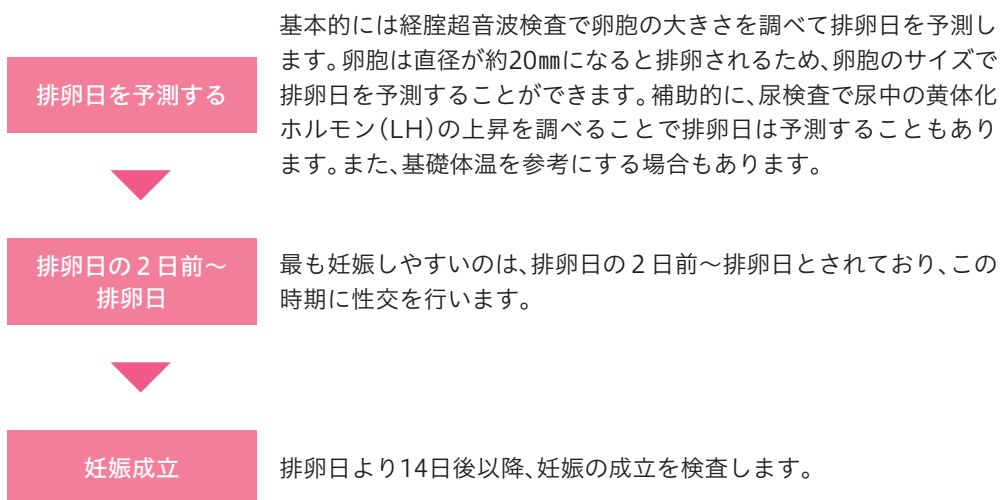 排卵日を予測する
基本的には経腟超音波検査で卵胞の大きさを調べて排卵日を予測し
ます。卵胞は直径が約20㎜になると排卵されるため、卵胞のサイズで
排卵日を予測することができます。補助的に、尿検査で尿中の黄体化
ホルモン(LH)の上昇を調べることで排卵日は予測することもあり
ます。また、基礎体温を参考にする場合もあります。
排卵日の２日前〜
排卵日
最も妊娠しやすいのは、排卵日の２日前〜排卵日とされており、この
時期に性交を行います。
妊娠成立
排卵日より14日後以降、妊娠の成立を検査します。